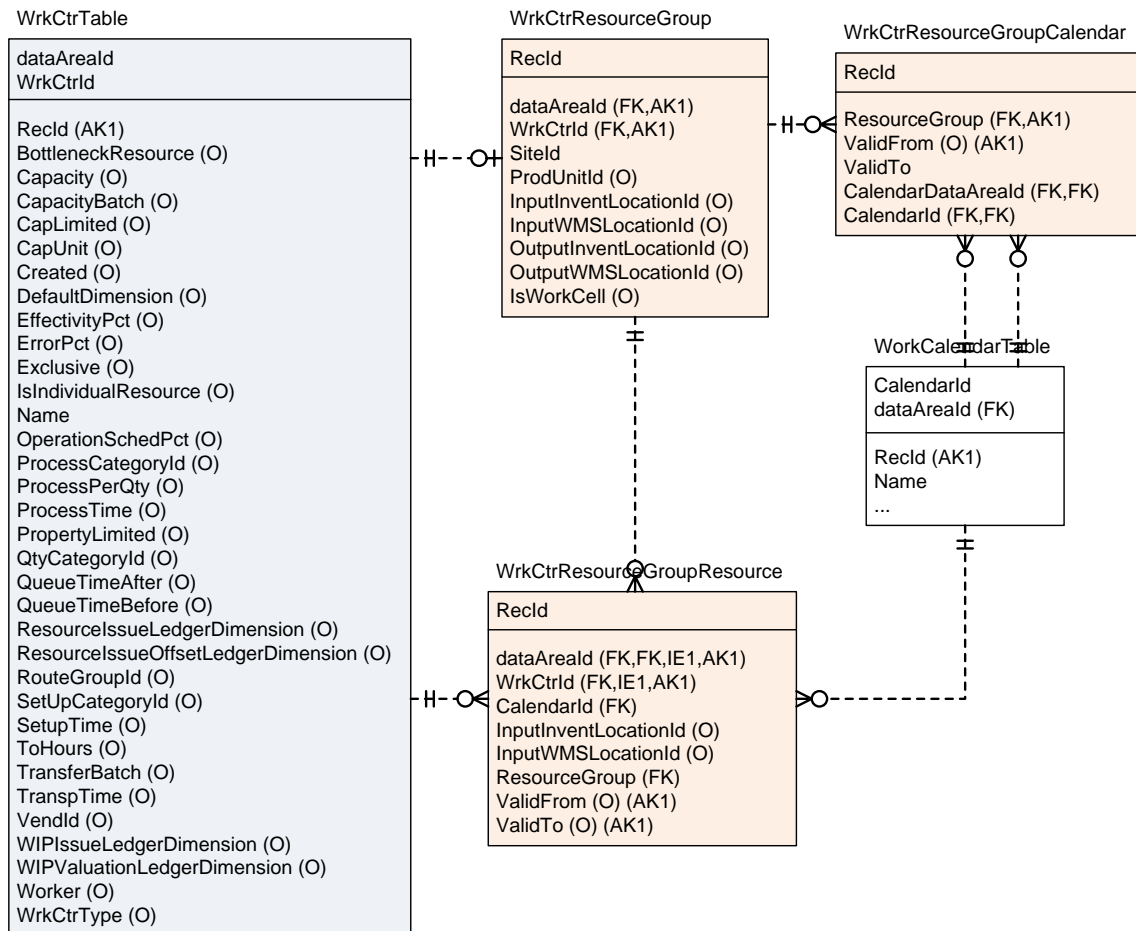 WrkCtrTable
dataAreaId
WrkCtrId
RecId (AK1)
BottleneckResource (O)
Capacity (O)
CapacityBatch (O)
CapLimited (O)
CapUnit (O)
Created (O)
DefaultDimension (O)
EffectivityPct (O)
ErrorPct (O)
Exclusive (O)
IsIndividualResource (O)
Name
OperationSchedPct (O)
ProcessCategoryId (O)
ProcessPerQty (O)
ProcessTime (O)
PropertyLimited (O)
QtyCategoryId (O)
QueueTimeAfter (O)
QueueTimeBefore (O)
ResourceIssueLedgerDimension (O)
ResourceIssueOffsetLedgerDimension (O)
RouteGroupId (O)
SetUpCategoryId (O)
SetupTime (O)
ToHours (O)
TransferBatch (O)
TranspTime (O)
VendId (O)
WIPIssueLedgerDimension (O)
WIPValuationLedgerDimension (O)
Worker (O)
WrkCtrType (O)
WrkCtrResourceGroup
RecId
dataAreaId (FK,AK1)
WrkCtrId (FK,AK1)
SiteId
ProdUnitId (O)
InputInventLocationId (O)
InputWMSLocationId (O)
OutputInventLocationId (O)
OutputWMSLocationId (O)
IsWorkCell (O)
WrkCtrResourceGroupCalendar
RecId
ResourceGroup (FK,AK1)
ValidFrom (O) (AK1)
ValidTo
CalendarDataAreaId (FK,FK)
CalendarId (FK,FK)
WorkCalendarTable
CalendarId
dataAreaId (FK)
RecId (AK1)
Name
...
WrkCtrResourceGroupResource
RecId
dataAreaId (FK,FK,IE1,AK1)
WrkCtrId (FK,IE1,AK1)
CalendarId (FK)
InputInventLocationId (O)
InputWMSLocationId (O)
ResourceGroup (FK)
ValidFrom (O) (AK1)
ValidTo (O) (AK1)